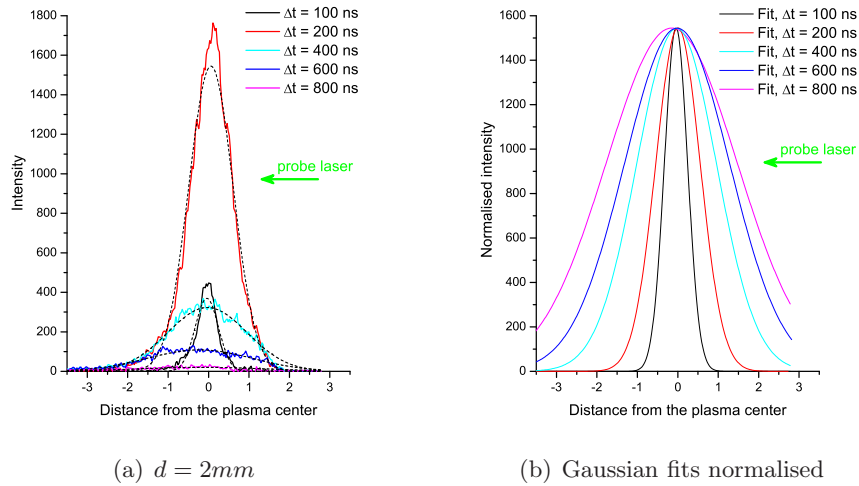 Δt = 100 ns
Δt = 200 ns
Δt = 400 ns
Δt = 600 ns
Δt = 800 ns
1800
1600
1400
1200
1000
800
600
400
200
0
Intensity
probe laser
-3 -2 -1 0 1 2 3
Distance from the plasma center
(a) d = 2mm
Fit, Δt = 100 ns
Fit, Δt = 200 ns
Fit, Δt = 400 ns
Fit, Δt = 600 ns
Fit, Δt = 800 ns
1600
1400
1200
1000
800
600
400
200
0
Normalised intensity
probe laser
-3 -2 -1 0 1 2 3
Distance from the plasma center
(b) Gaussian fits normalised